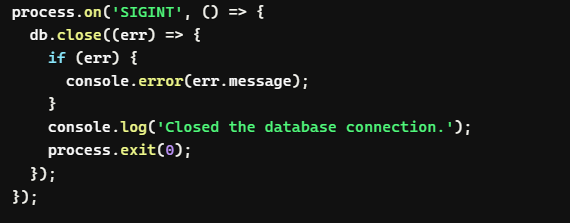 process.on('SIGINT', () => {
  db.close((err) => {
    if (err) {
      console.error(err.message);
    }
    console.log('Closed the database connection.');
    process.exit(0);
  });
});